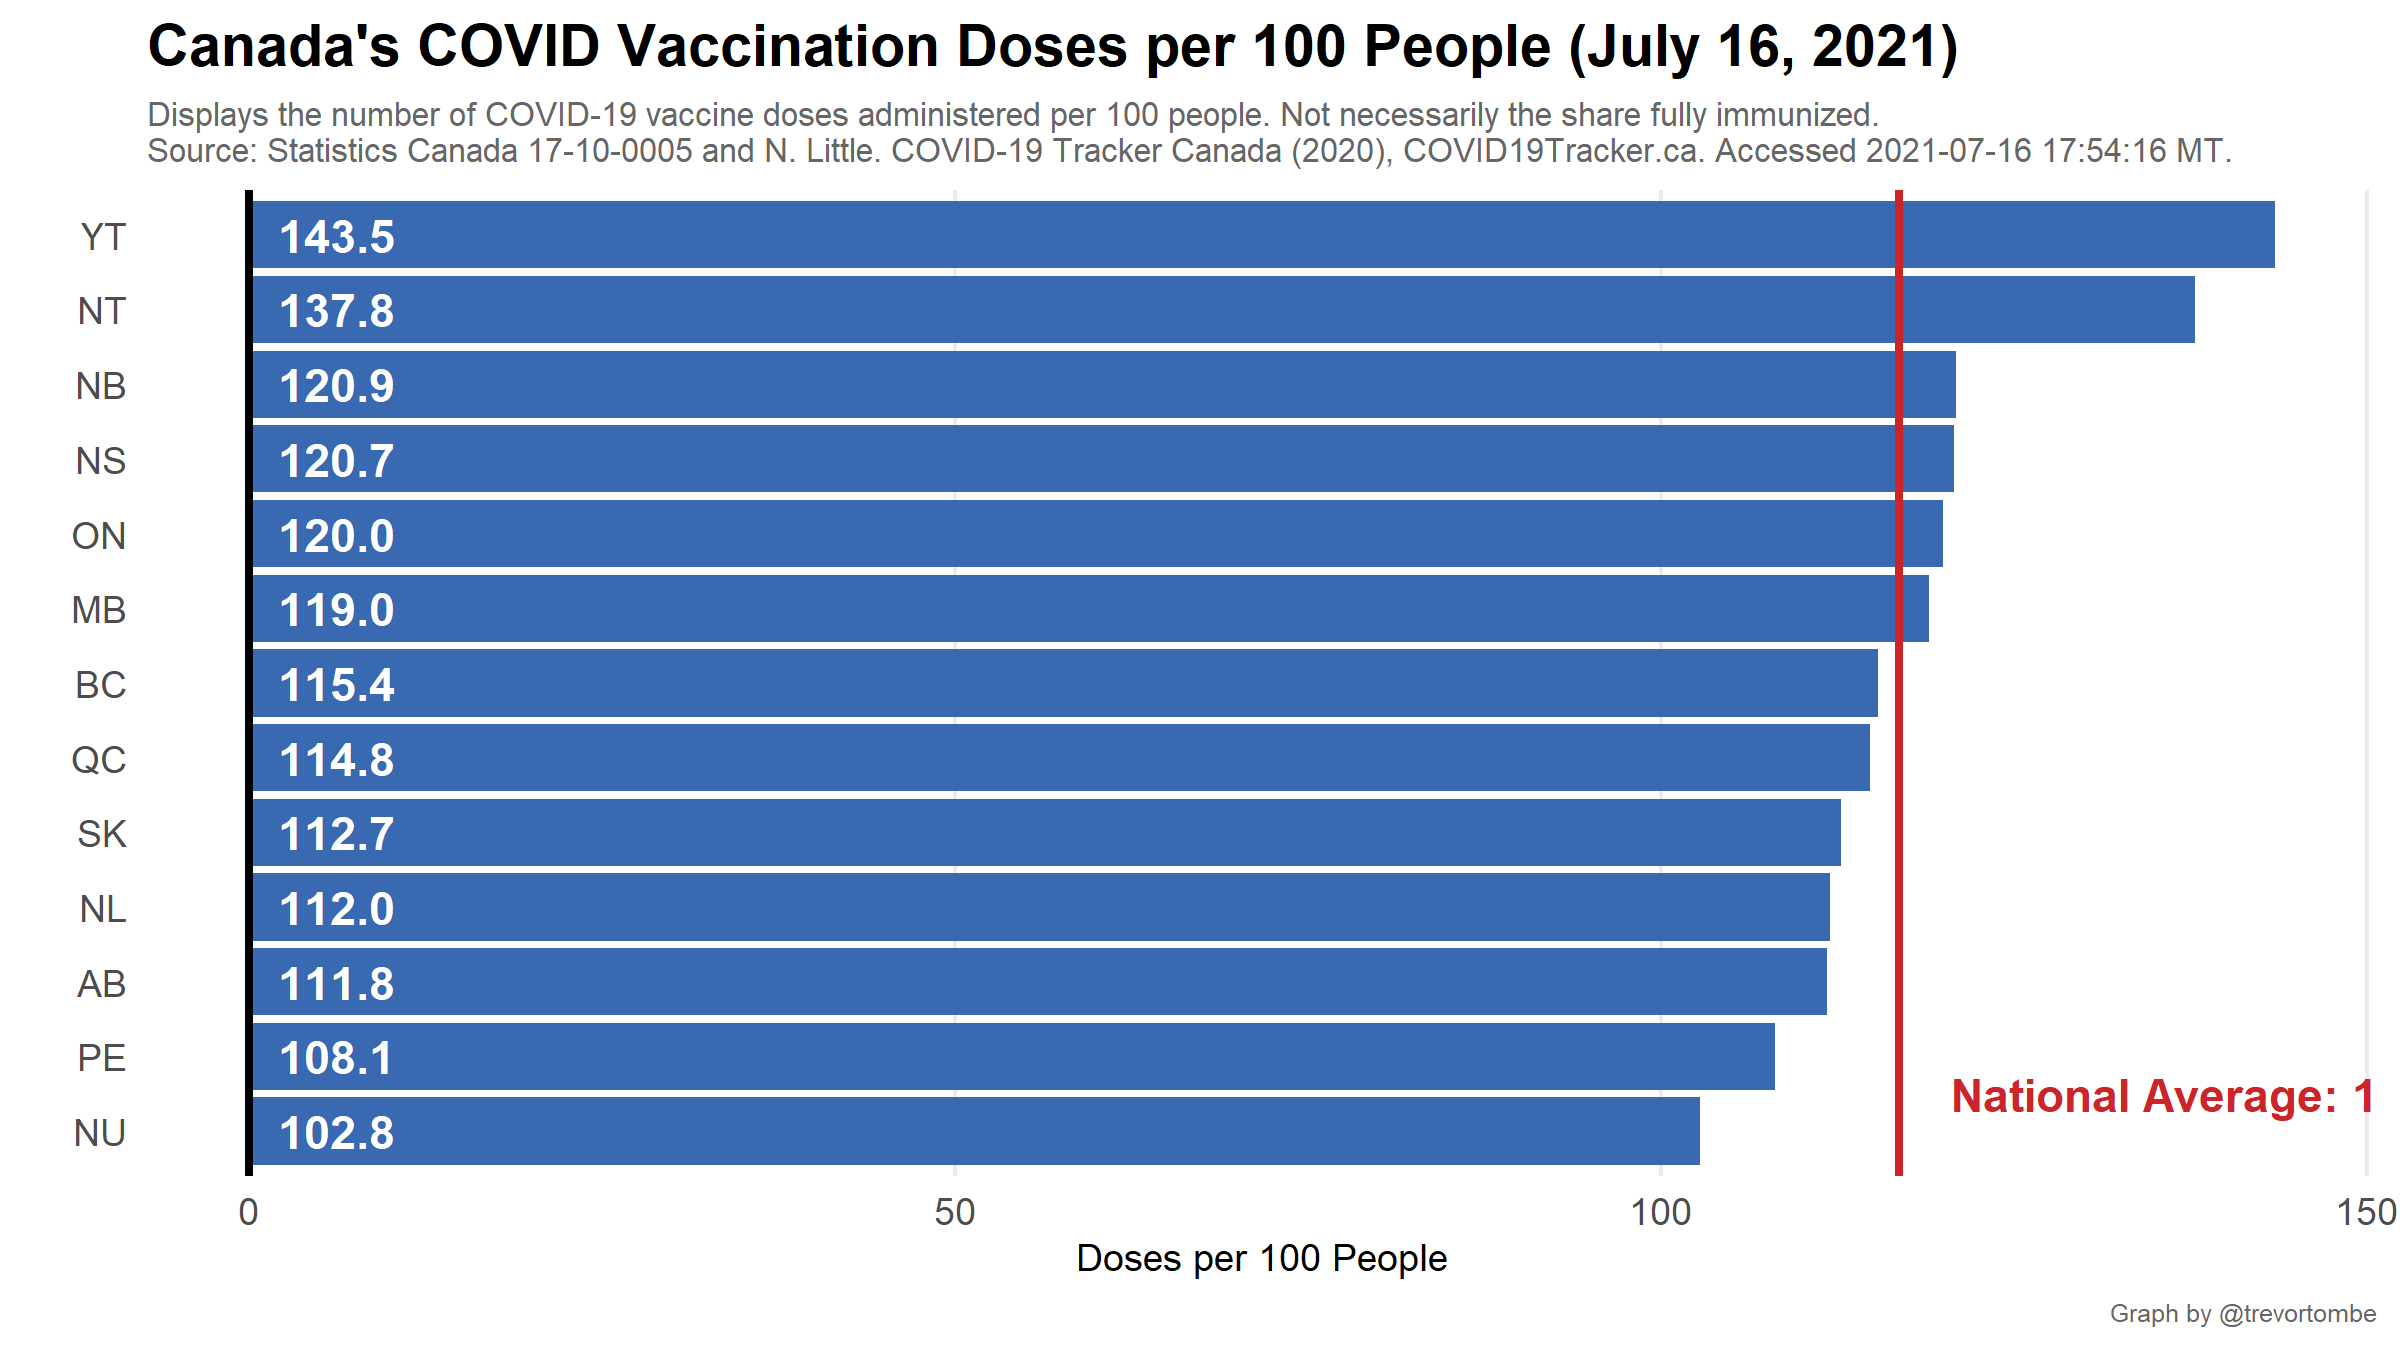 Canada's COVID Vaccination Doses per 100 People (July 16, 2021)
Displays the number of COVID-19 vaccine doses administered per 100 people. Not necessarily the share fully immunized.
Source: Statistics Canada 17-10-0005 and N. Little. COVID-19 Tracker Canada (2020), COVID19Tracker.ca. Accessed 2021-07-16 17:54:16 MT.
YT 143.5
NT 137.8
NB 120.9
NS 120.7
ON 120.0
MB 119.0
BC 115.4
QC 114.8
SK 112.7
NL 112.0
AB 111.8
PE 108.1
National Average: 1
NU 102.8
0 50 100 150
Doses per 100 People
Graph by @trevortombe